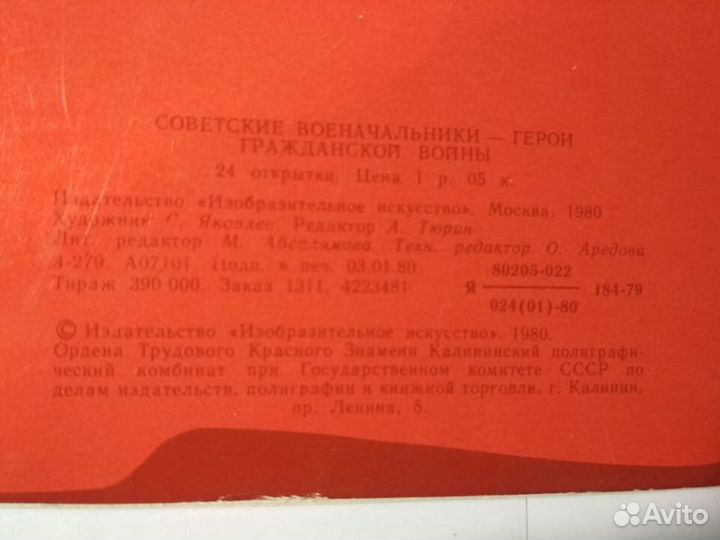 СОВЕТСКИЕ ВОЕНАЧАЛЬНИКИ — ГЕРОИ
ГРАЖДАНСКОЙ ВОЙНЫ
24 открытки. Цена 1 р. 05 к.
Издательство «Изобразительное искусство». Москва. 1980
Художник С. Яковлев. Редактор А. Тюрин
Лит. редактор М. Абсалямова. Техн. редактор О. Аредова
А-279. А07101. Подп. в печ. 03.01.80
Тираж 390 000. Заказ 1311. 4223481
Я 80205-022 184-79
024(01)-80
© Издательство «Изобразительное искусство». 1980.
Ордена Трудового Красного Знамени Калининский полиграфи-
ческий комбинат при Государственном комитете СССР по
делам издательств, полиграфии и книжной торговли, г. Калинин,
пр. Ленина, 5.
Avito